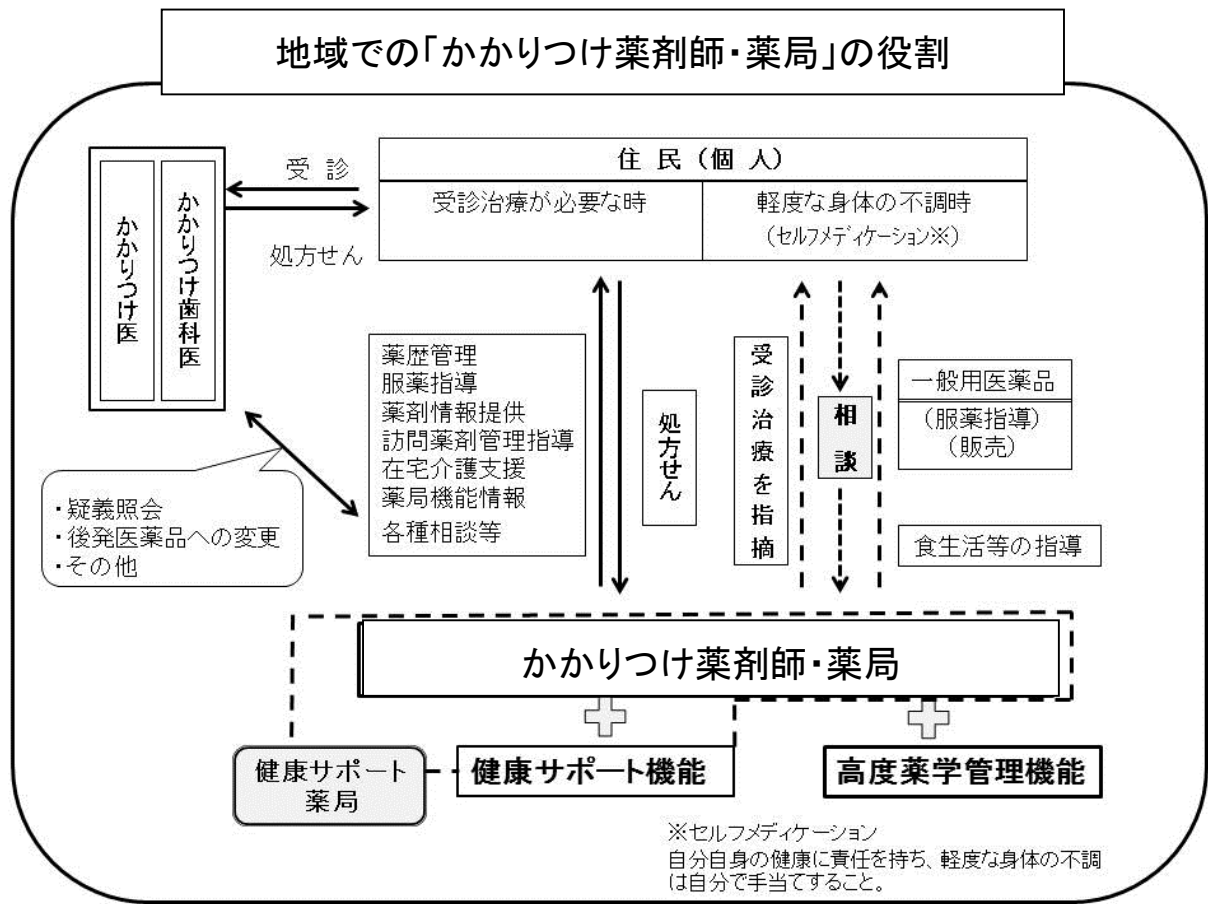 地域での「かかりつけ薬剤師・薬局」の役割
住 民 （個 人）
受診治療が必要な時
軽度な身体の不調時
（セルフメディケーション※）
受 診
処方せん
かかりつけ医
かかりつけ歯科医
薬歴管理
服薬指導
薬剤情報提供
訪問薬剤管理指導
在宅介護支援
薬局機能情報
各種相談等
処方せん
受診治療を指摘
相談
一般用医薬品
（服薬指導）
（販売）
食生活等の指導
・疑義照会
・後発医薬品への変更
・その他
かかりつけ薬剤師・薬局
健康サポート
薬局
健康サポート機能
高度薬学管理機能
※セルフメディケーション
自分自身の健康に責任を持ち、軽度な身体の不調
は自分で手当てすること。